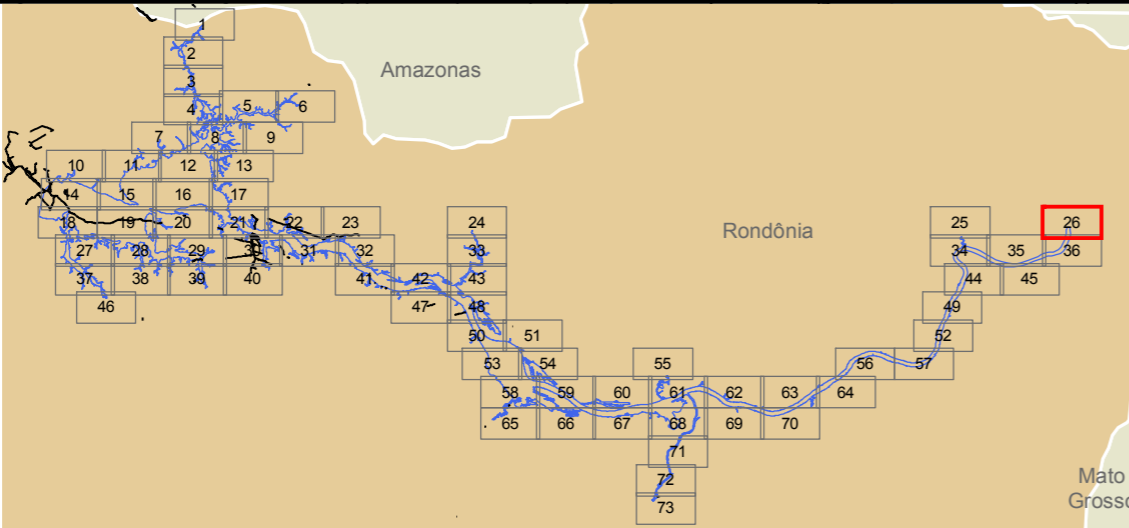 1
2
Amazonas
3
4 5 6
7 8 9
10 11 12 13
14 15 16 17
18 19 20 21 22 23 24 Rondônia 25 26
27 28 29 30 31 32 33 34 35 36
37 38 39 40 41 42 43 44 45
46 47 48 49
50 51 52
53 54 55 56 57
58 59 60 61 62 63 64
65 66 67 68 69 70
71
72 Mato
73 Grosso